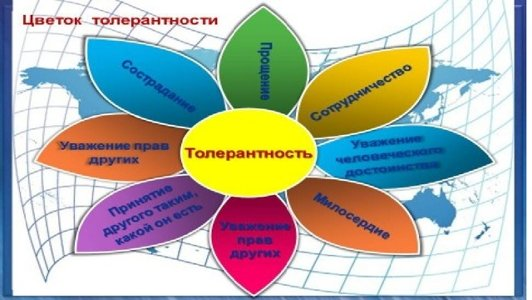 Цветок толерантности
Прощение
Сострадание
Сотрудничество
Уважение прав
других
Толерантность
Уважение
человеческого
достоинства
Принятие
другого таким,
какой он есть
Уважение
прав
других
Милосердие